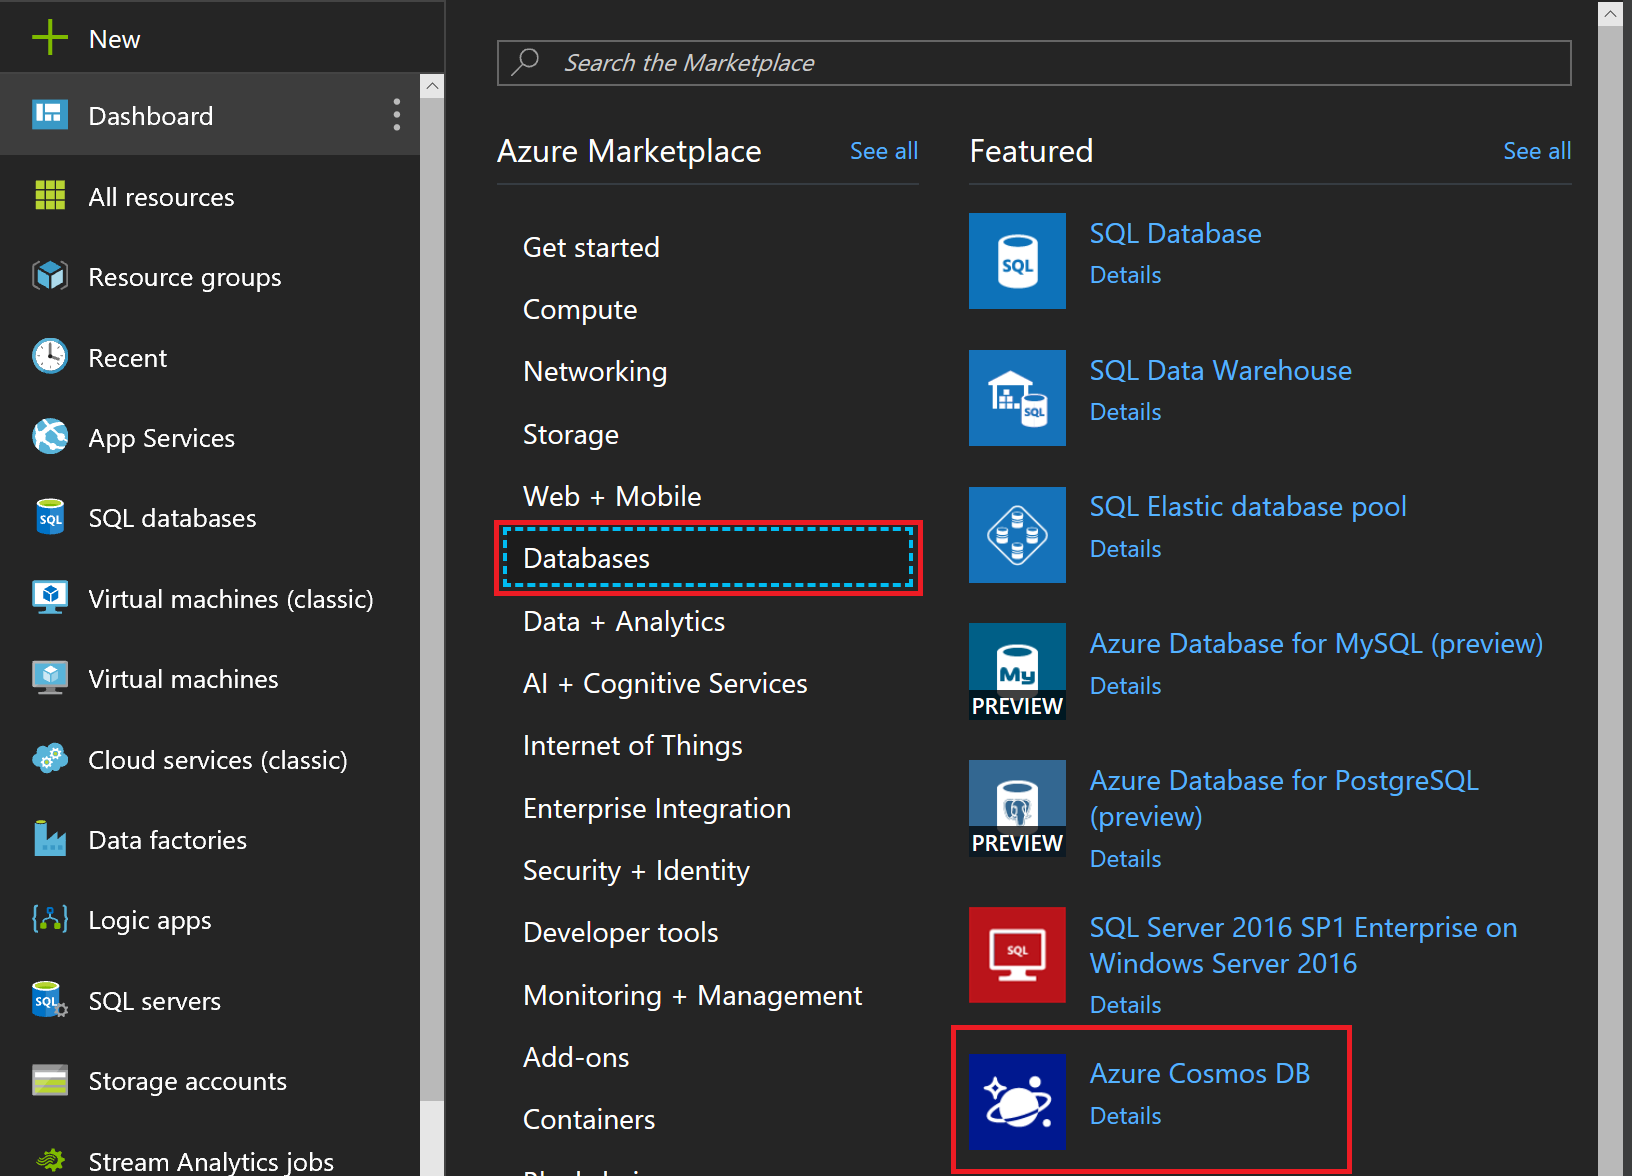 New
Dashboard
All resources
Resource groups
Recent
App Services
SQL
SQL databases
Virtual machines (classic)
Virtual machines
Cloud services (classic)
Data factories
Logic apps
SQL
SQL servers
Storage accounts
Stream Analytics jobs
Search the Marketplace
Azure Marketplace
See all
Get started
Compute
Networking
Storage
Web + Mobile
Databases
Data + Analytics
AI + Cognitive Services
Internet of Things
Enterprise Integration
Security + Identity
Developer tools
Monitoring + Management
Add-ons
Containers
Featured
See all
SQL
SQL Database
Details
SQL
SQL Data Warehouse
Details
SQL Elastic database pool
Details
My
PREVIEW
Azure Database for MySQL (preview)
Details
PREVIEW
Azure Database for PostgreSQL
(preview)
Details
SQL
SQL Server 2016 SP1 Enterprise on
Windows Server 2016
Details
Azure Cosmos DB
Details